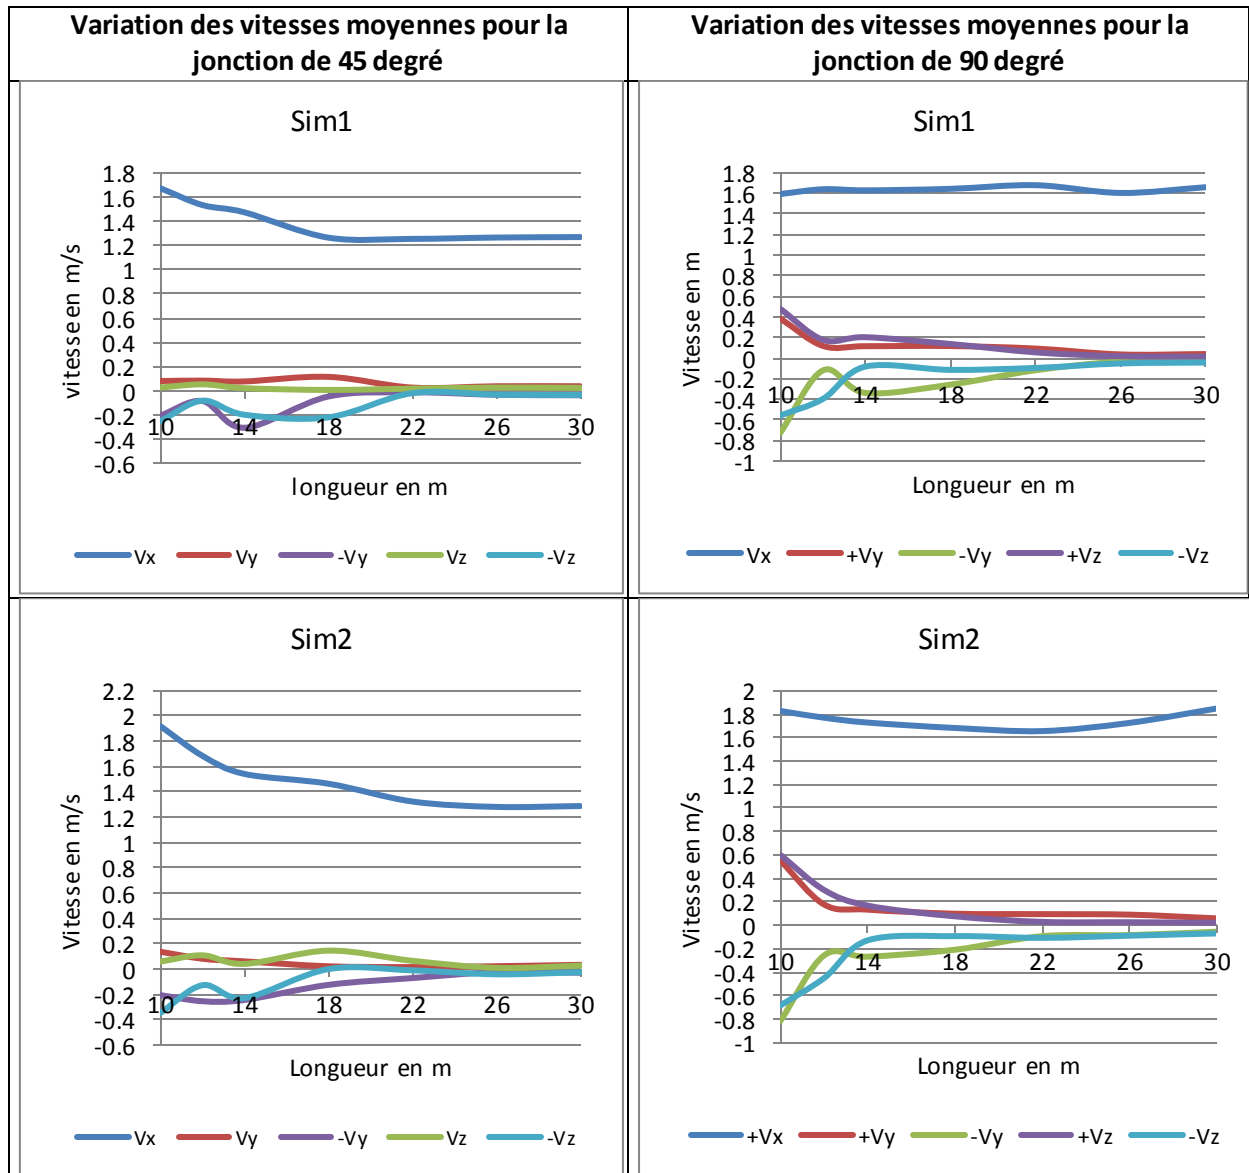 Variation des vitesses moyennes pour la
jonction de 45 degré
Variation des vitesses moyennes pour la
jonction de 90 degré
Sim1
1.8
1.6
1.4
1.2
1
0.8
0.6
0.4
0.2
0
-0.2
-0.4
-0.6
10 14 18 22 26 30
vitesse en m/s
longueur en m
Vx Vy -Vy Vz -Vz
Sim1
1.8
1.6
1.4
1.2
1
0.8
0.6
0.4
0.2
0
-0.2
-0.4
-0.6
-0.8
-1
10 14 18 22 26 30
Vitesse en m
Longueur en m
Vx +Vy -Vy +Vz -Vz
Sim2
2.2
2
1.8
1.6
1.4
1.2
1
0.8
0.6
0.4
0.2
0
-0.2
-0.4
-0.6
10 14 18 22 26 30
Vitesse en m/s
Longueur en m
Vx Vy -Vy Vz -Vz
Sim2
2
1.8
1.6
1.4
1.2
1
0.8
0.6
0.4
0.2
0
-0.2
-0.4
-0.6
-0.8
-1
10 14 18 22 26 30
Vitesse en m/s
Longueur en m
+Vx +Vy -Vy +Vz -Vz